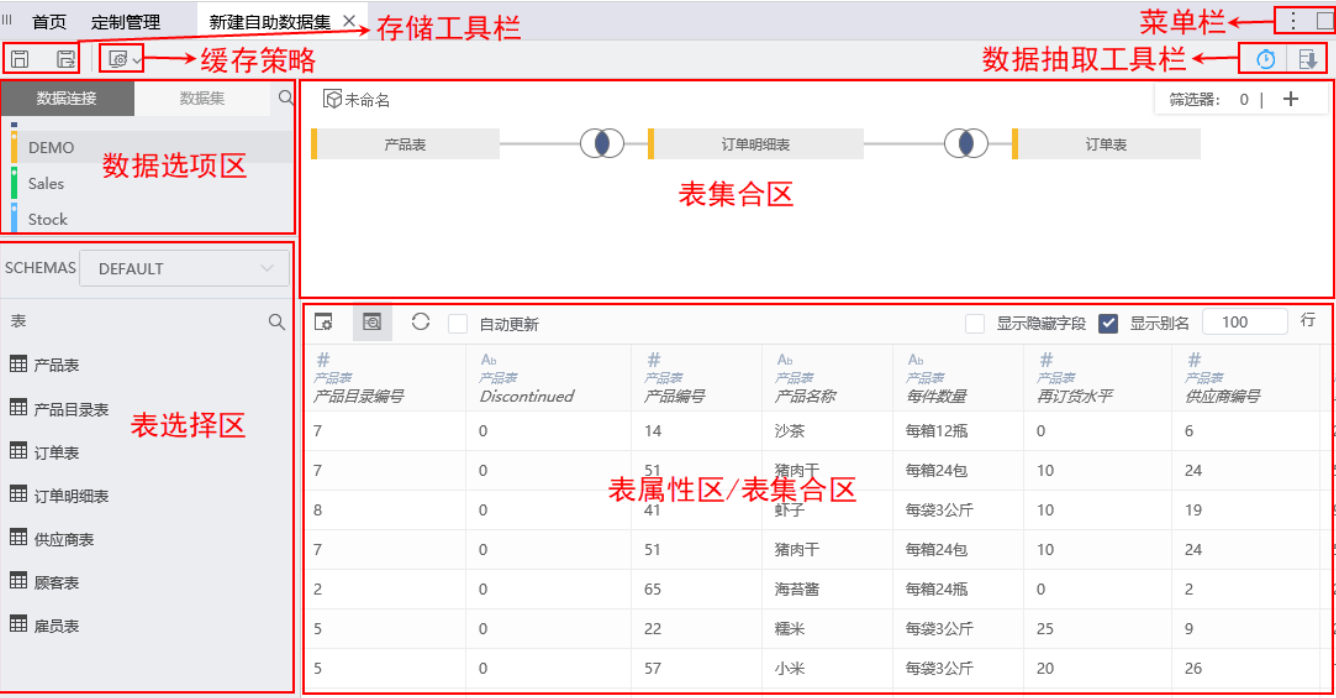 首页 定制管理 新建自助数据集 存储工具栏 菜单栏
缓存策略 数据抽取工具栏
数据连接 数据集
未命名 筛选器: 0 | +
DEMO
Sales
Stock
数据选项区
产品表 订单明细表 订单表
表集合区
SCHEMAS DEFAULT
表
产品表
产品目录表
订单表
订单明细表
供应商表
顾客表
雇员表
表选择区
自动更新 显示隐藏字段 显示别名 100 行
# Ab # Ab Ab # #
产品表 产品表 产品表 产品表 产品表 产品表 产品表
产品目录编号 Discontinued 产品编号 产品名称 每件数量 再订货水平 供应商编号
7 0 14 沙茶 每箱12瓶 0 6
7 0 51 猪肉干 每箱24包 10 24
表属性区/表集合区
8 0 41 虾子 每袋3公斤 10 19
7 0 51 猪肉干 每箱24包 10 24
2 0 65 海苔酱 每箱24瓶 0 2
5 0 22 糯米 每袋3公斤 25 9
5 0 57 小米 每袋3公斤 20 26